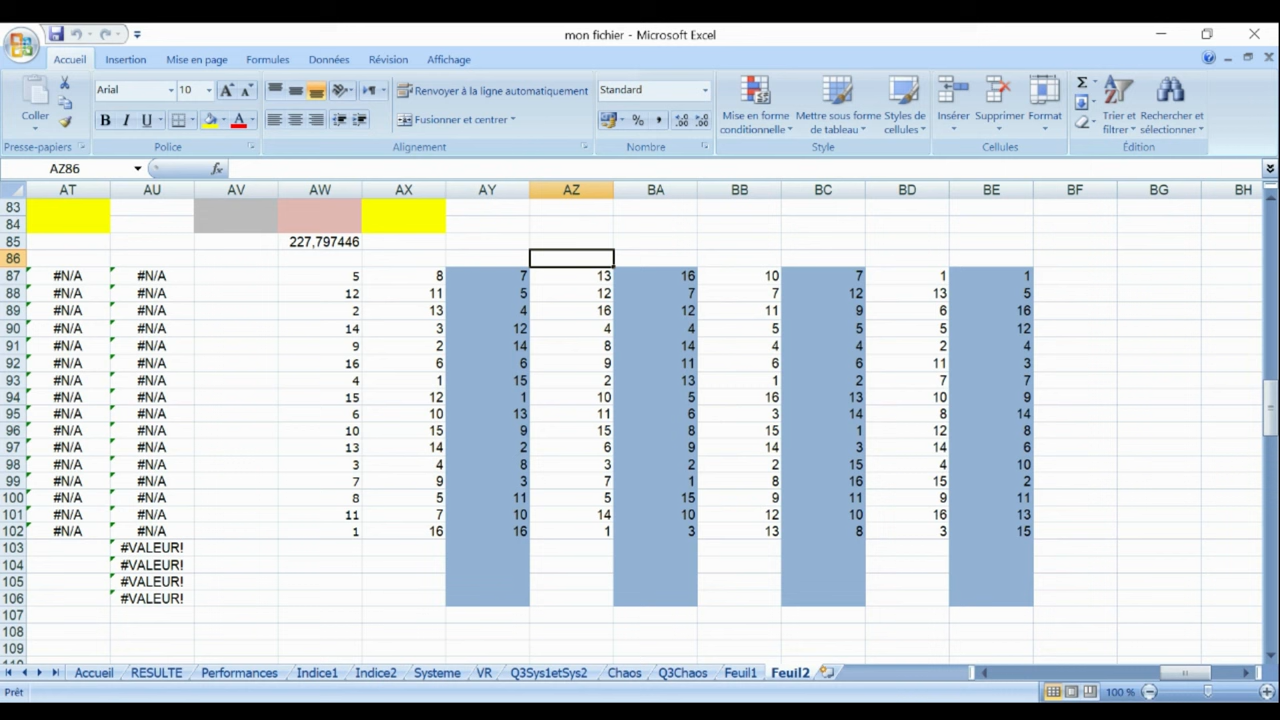 mon fichier - Microsoft Excel
Accueil Insertion Mise en page Formules Données Révision Affichage
Arial 10 Renvoyer à la ligne automatiquement Standard
Coller Fusionner et centrer Mise en forme conditionnelle Mettre sous forme de tableau Styles de cellules Insérer Supprimer Format Trier et filtrer Rechercher et sélectionner
Presse-papiers Police Alignement Nombre Style Cellules Édition
AZ86 fx
AT AU AV AW AX AY AZ BA BB BC BD BE BF BG BH
83
84
85 227,797446
86
87 #N/A #N/A 5 8 7 13 16 10 7 1 1
88 #N/A #N/A 12 11 5 12 7 7 12 13 5
89 #N/A #N/A 2 13 4 16 12 11 9 6 16
90 #N/A #N/A 14 3 12 4 4 5 5 5 12
91 #N/A #N/A 9 2 14 8 14 4 4 2 4
92 #N/A #N/A 16 6 6 9 11 6 6 11 3
93 #N/A #N/A 4 1 15 2 13 1 2 7 7
94 #N/A #N/A 15 12 1 10 5 16 13 10 9
95 #N/A #N/A 6 10 13 11 6 3 14 8 14
96 #N/A #N/A 10 15 9 15 8 15 1 12 8
97 #N/A #N/A 13 14 2 6 9 14 3 14 6
98 #N/A #N/A 3 4 8 3 2 2 15 4 10
99 #N/A #N/A 7 9 3 7 1 8 16 15 2
100 #N/A #N/A 8 5 11 5 15 9 11 9 11
101 #N/A #N/A 11 7 10 14 10 12 10 16 13
102 #N/A #N/A 1 16 16 1 3 13 8 3 15
103 #VALEUR!
104 #VALEUR!
105 #VALEUR!
106 #VALEUR!
107
108
109
Accueil RESULTE Performances Indice1 Indice2 Systeme VR Q3Sys1etSys2 Chaos Q3Chaos Feuil1 Feuil2
Prêt 100 %